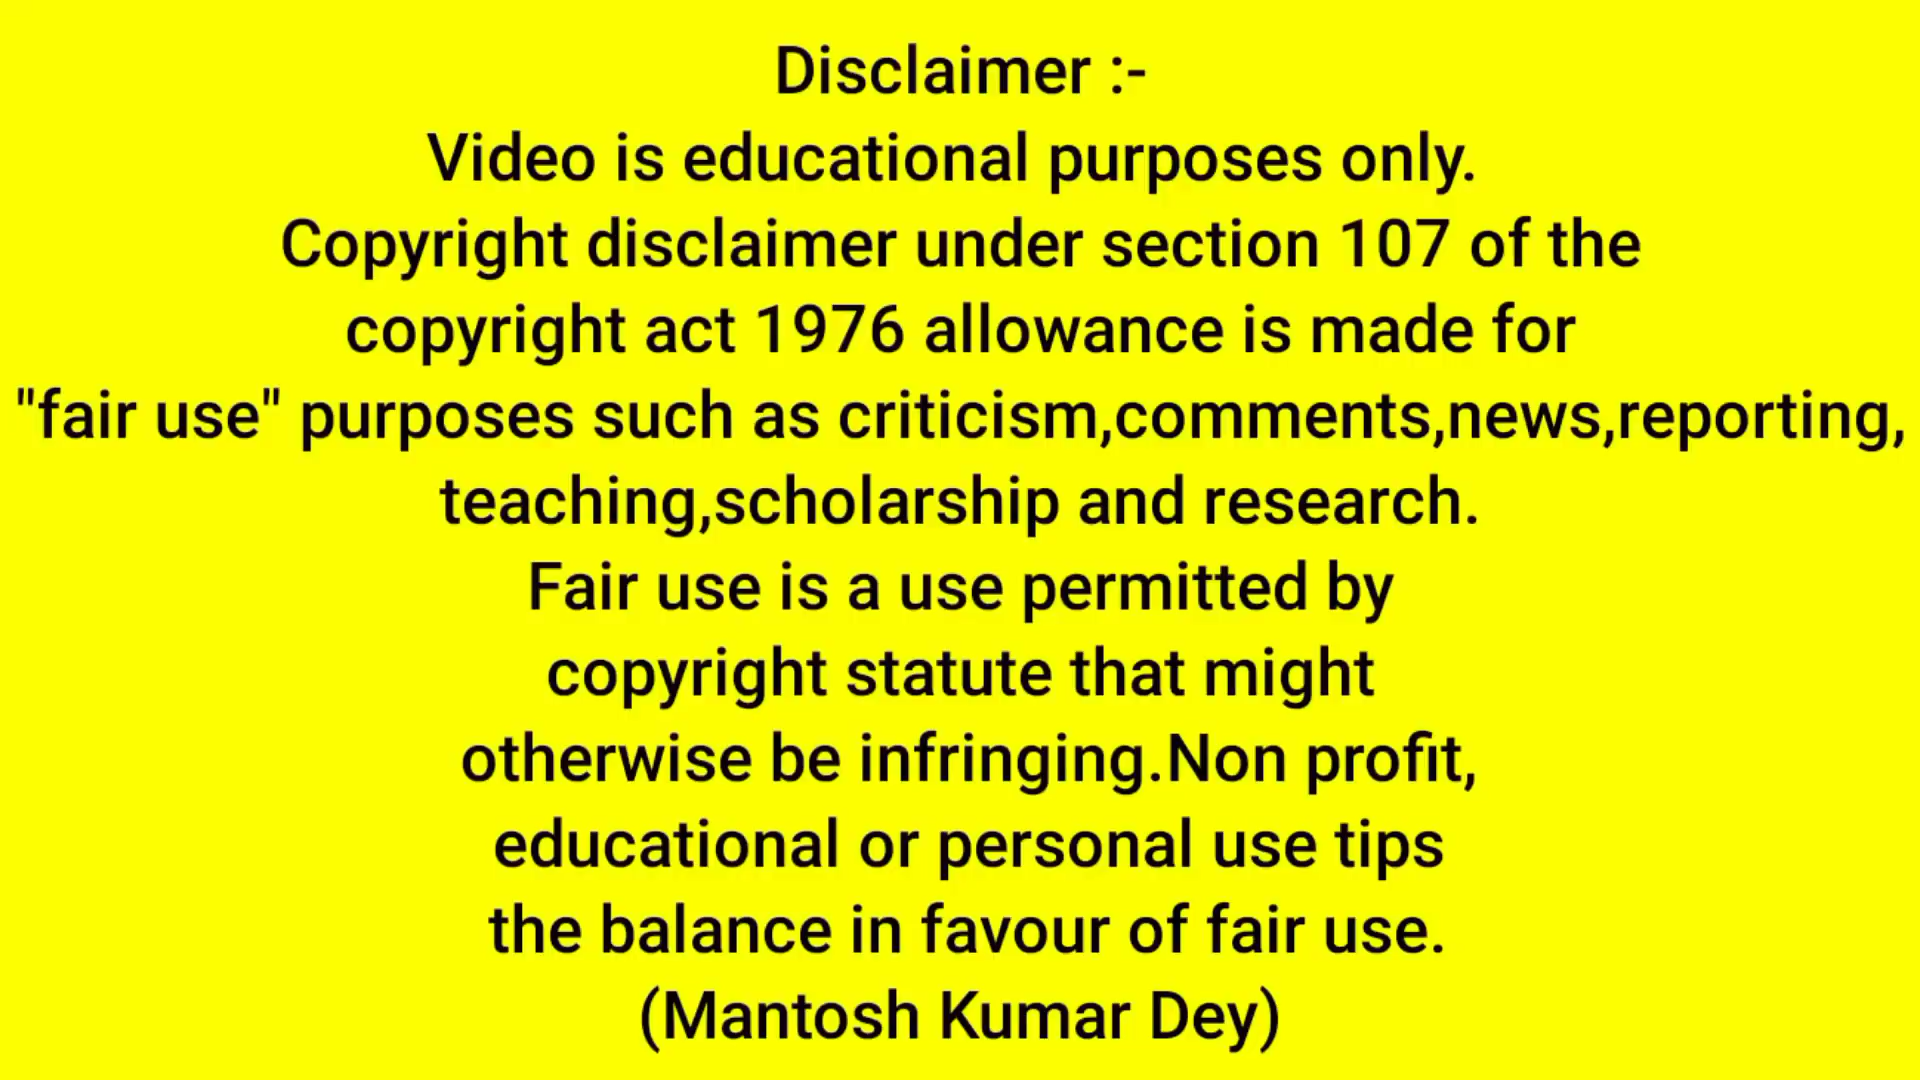 Disclaimer :-
Video is educational purposes only.
Copyright disclaimer under section 107 of the
copyright act 1976 allowance is made for
"fair use" purposes such as criticism,comments,news,reporting,
teaching,scholarship and research.
Fair use is a use permitted by
copyright statute that might
otherwise be infringing.Non profit,
educational or personal use tips
the balance in favour of fair use.
(Mantosh Kumar Dey)